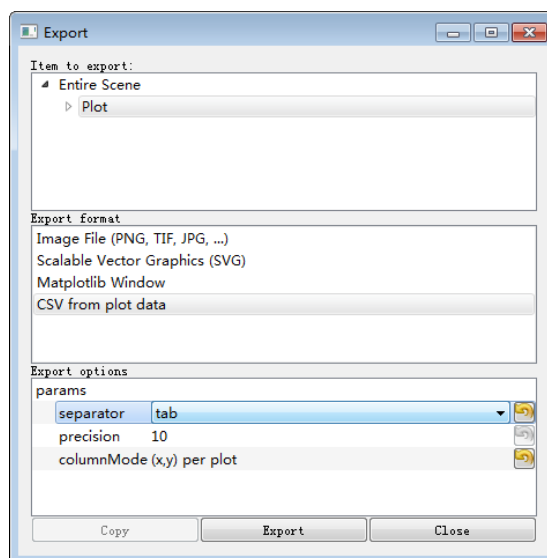 Export
Item to export:
Entire Scene
Plot
Export format
Image File (PNG, TIF, JPG, ...)
Scalable Vector Graphics (SVG)
Matplotlib Window
CSV from plot data
Export options
params
separator tab
precision 10
columnMode (x,y) per plot
Copy Export Close